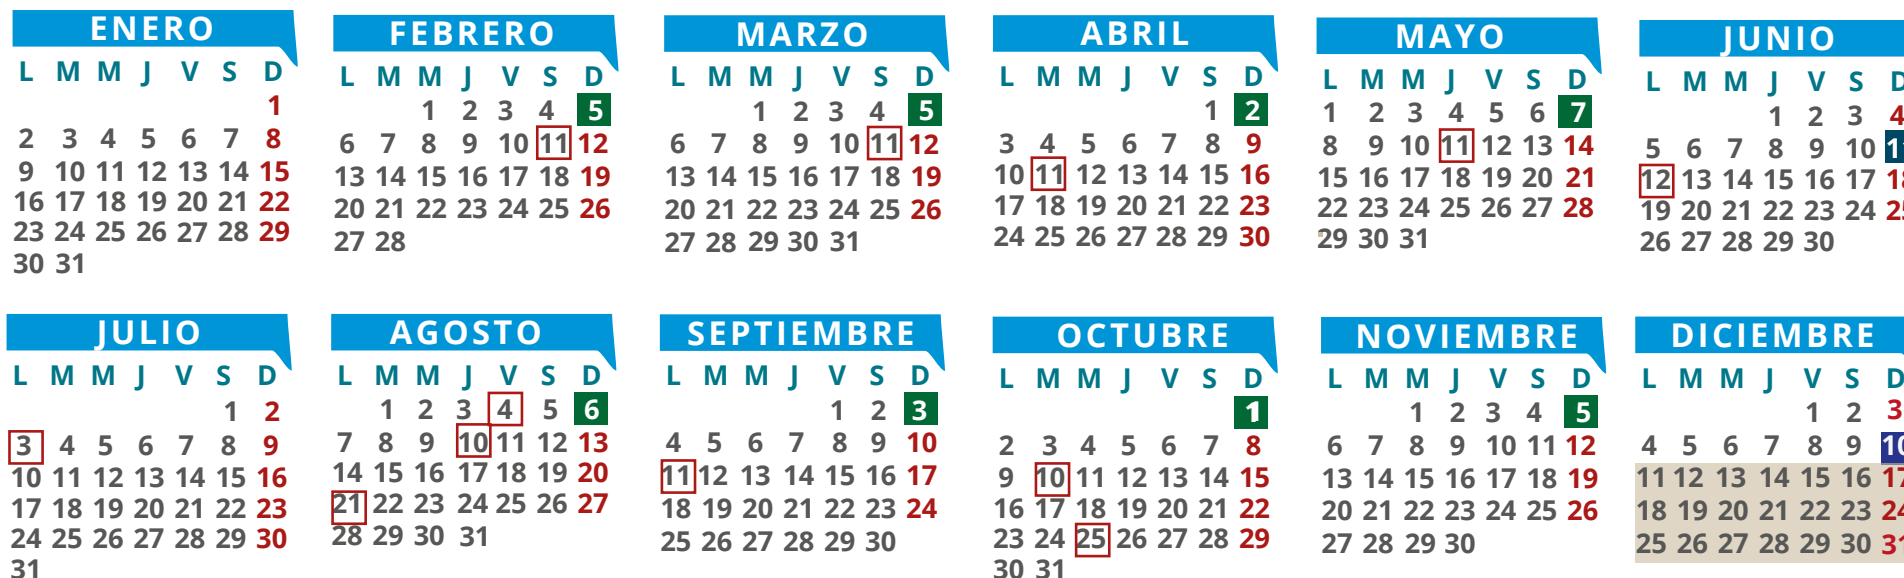 ENERO
L M M J V S D
1
2 3 4 5 6 7 8
9 10 11 12 13 14 15
16 17 18 19 20 21 22
23 24 25 26 27 28 29
30 31
FEBRERO
L M M J V S D
1 2 3 4 5
6 7 8 9 10 11 12
13 14 15 16 17 18 19
20 21 22 23 24 25 26
27 28
MARZO
L M M J V S D
1 2 3 4 5
6 7 8 9 10 11 12
13 14 15 16 17 18 19
20 21 22 23 24 25 26
27 28 29 30 31
ABRIL
L M M J V S D
1 2
3 4 5 6 7 8 9
10 11 12 13 14 15 16
17 18 19 20 21 22 23
24 25 26 27 28 29 30
MAYO
L M M J V S D
1 2 3 4 5 6 7
8 9 10 11 12 13 14
15 16 17 18 19 20 21
22 23 24 25 26 27 28
29 30 31
JUNIO
L M M J V S D
1 2 3 4
5 6 7 8 9 10 11
12 13 14 15 16 17 18
19 20 21 22 23 24 25
26 27 28 29 30
JULIO
L M M J V S D
1 2
3 4 5 6 7 8 9
10 11 12 13 14 15 16
17 18 19 20 21 22 23
24 25 26 27 28 29 30
31
AGOSTO
L M M J V S D
1 2 3 4 5 6
7 8 9 10 11 12 13
14 15 16 17 18 19 20
21 22 23 24 25 26 27
28 29 30 31
SEPTIEMBRE
L M M J V S D
1 2 3
4 5 6 7 8 9 10
11 12 13 14 15 16 17
18 19 20 21 22 23 24
25 26 27 28 29 30
OCTUBRE
L M M J V S D
1
2 3 4 5 6 7 8
9 10 11 12 13 14 15
16 17 18 19 20 21 22
23 24 25 26 27 28 29
30 31
NOVIEMBRE
L M M J V S D
1 2 3 4 5
6 7 8 9 10 11 12
13 14 15 16 17 18 19
20 21 22 23 24 25 26
27 28 29 30
DICIEMBRE
L M M J V S D
1 2 3
4 5 6 7 8 9 10
11 12 13 14 15 16 17
18 19 20 21 22 23 24
25 26 27 28 29 30 31